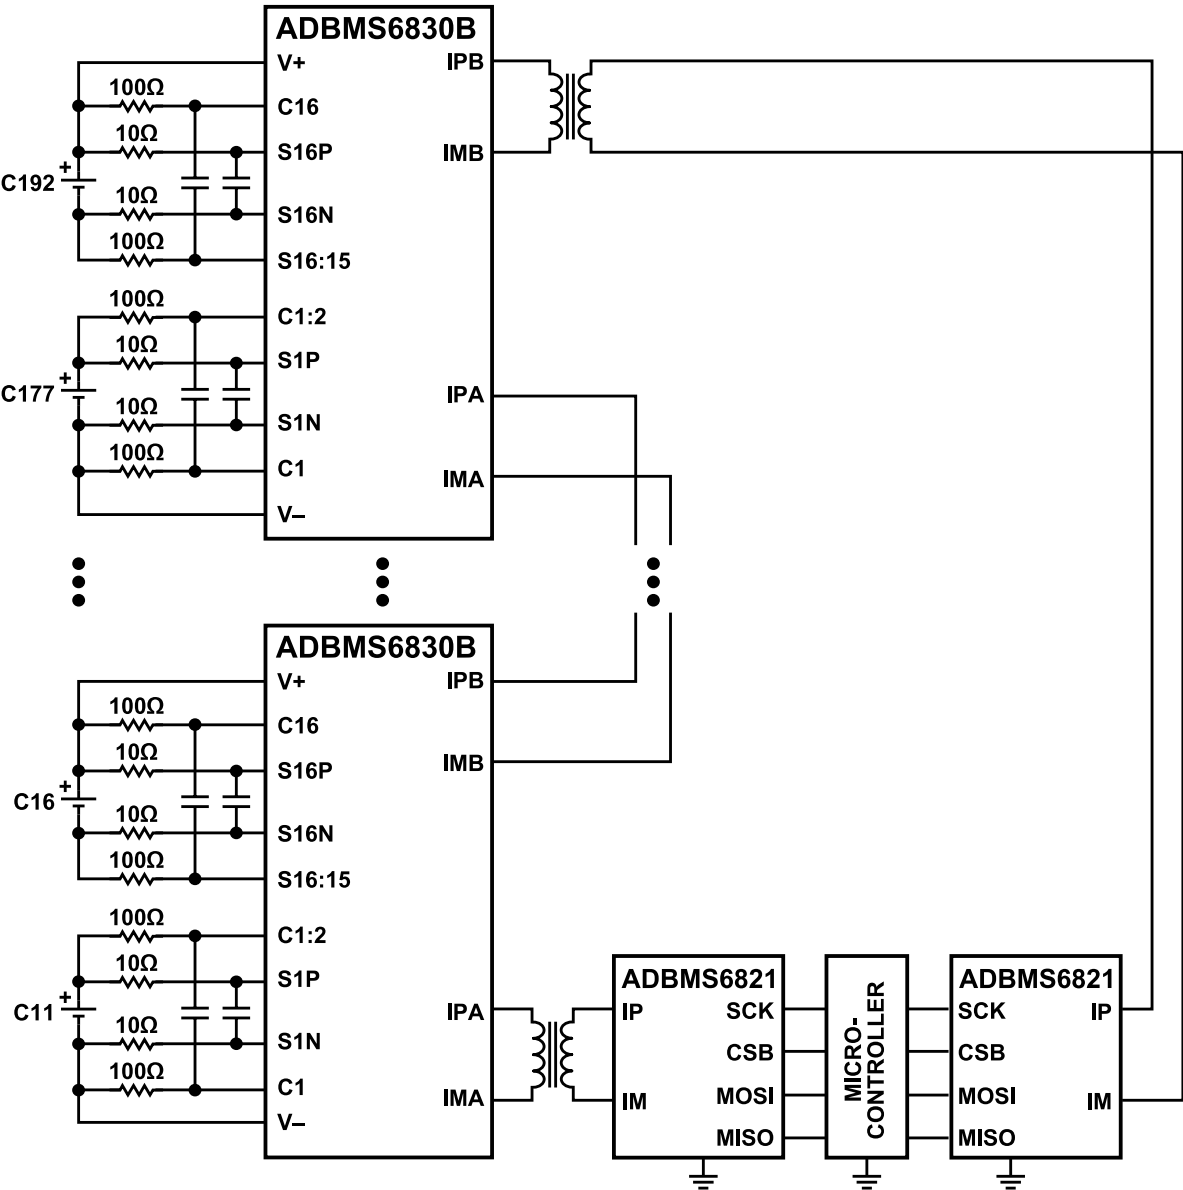 ADBMS6830B
V+
IPB
100Ω
C16
10Ω
S16P
IMB
+
C192
10Ω
S16N
100Ω
S16:15
100Ω
C1:2
10Ω
S1P
+
C177
IPA
10Ω
S1N
100Ω
C1
IMA
V–
ADBMS6830B
V+
IPB
100Ω
C16
10Ω
S16P
IMB
+
C16
10Ω
S16N
100Ω
S16:15
100Ω
C1:2
10Ω
S1P
+
C11
IPA
10Ω
S1N
100Ω
C1
IMA
V–
ADBMS6821
IP
SCK
CSB
IM
MOSI
MISO
MICRO-
CONTROLLER
ADBMS6821
SCK
IP
CSB
MOSI
IM
MISO